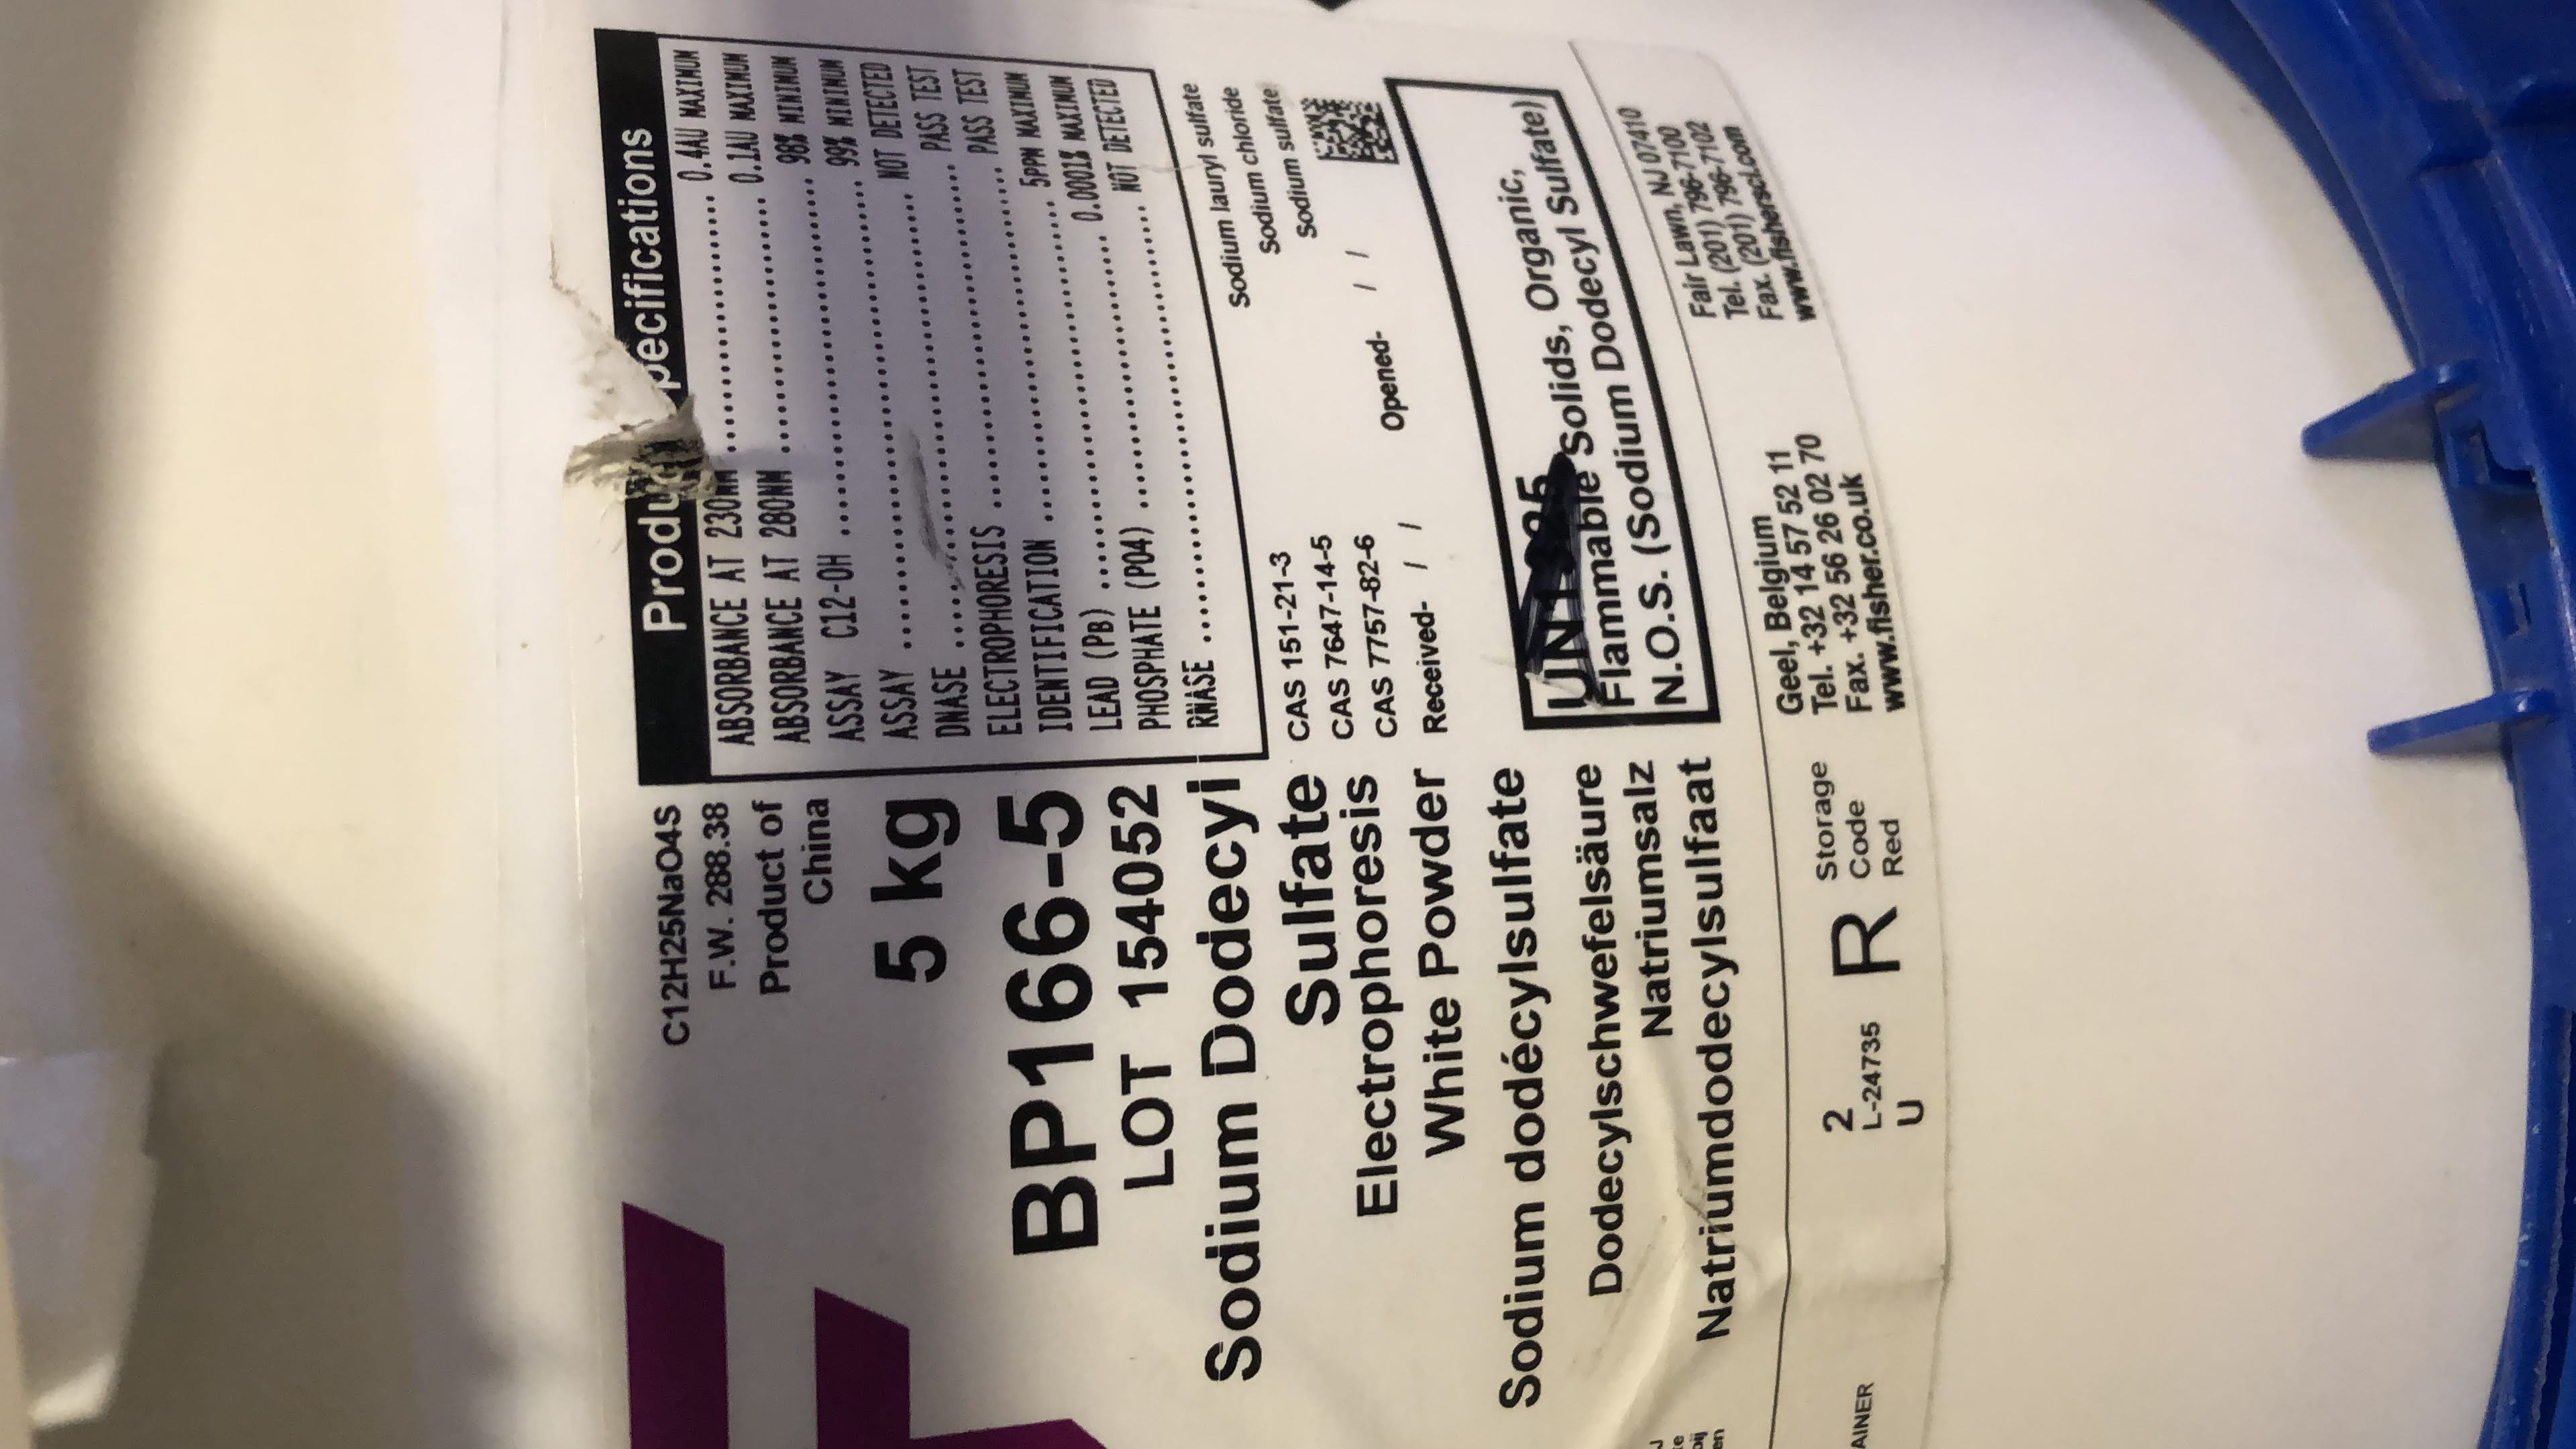 C12H25NaO4S
F.W. 288.38
Product of
China
5 kg
BP166-5
LOT 154052
Sodium Dodecyl
Sulfate
Electrophoresis
White Powder
Sodium dodécylsulfate
Dodecylschwefelsäure
Natriumsalz
Natriumdodecylsulfaat
Product Specifications
ABSORBANCE AT 230NM .................... 0.4AU MAXIMUM
ABSORBANCE AT 280NM .................... 0.1AU MAXIMUM
ASSAY C12-OH .................... 98% MINIMUM
ASSAY .................... 99% MINIMUM
DNASE .................... NOT DETECTED
ELECTROPHORESIS .................... PASS TEST
IDENTIFICATION .................... PASS TEST
LEAD (PB) .................... 5PPM MAXIMUM
PHOSPHATE (PO4) .................... 0.0001% MAXIMUM
RNASE .................... NOT DETECTED
CAS 151-21-3 Sodium lauryl sulfate
CAS 7647-14-5 Sodium chloride
CAS 7757-82-6 Sodium sulfate
Received- / / Opened- / /
UN1325
Flammable Solids, Organic,
N.O.S. (Sodium Dodecyl Sulfate)
2
L-24735
U
R
Storage
Code
Red
Geel, Belgium
Tel. +32 14 57 52 11
Fax. +32 56 26 02 70
www.fisher.co.uk
Fair Lawn, NJ 07410
Tel. (201) 796-7100
Fax. (201) 796-7102
www.fishersci.com
AINER